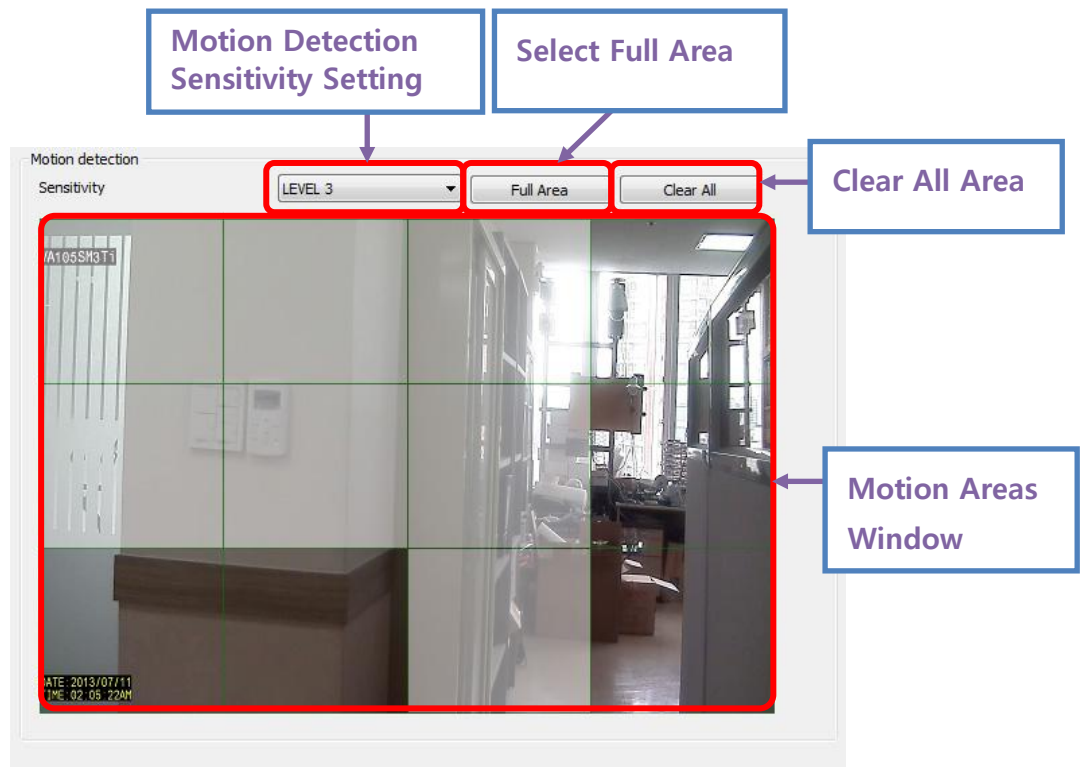 Motion Detection
Sensitivity Setting
Select Full Area
Motion detection
Sensitivity
LEVEL 3
Full Area
Clear All
Clear All Area
VA105SM3Ti
Motion Areas
Window
DATE:2013/07/11
TIME:02:05:22AM